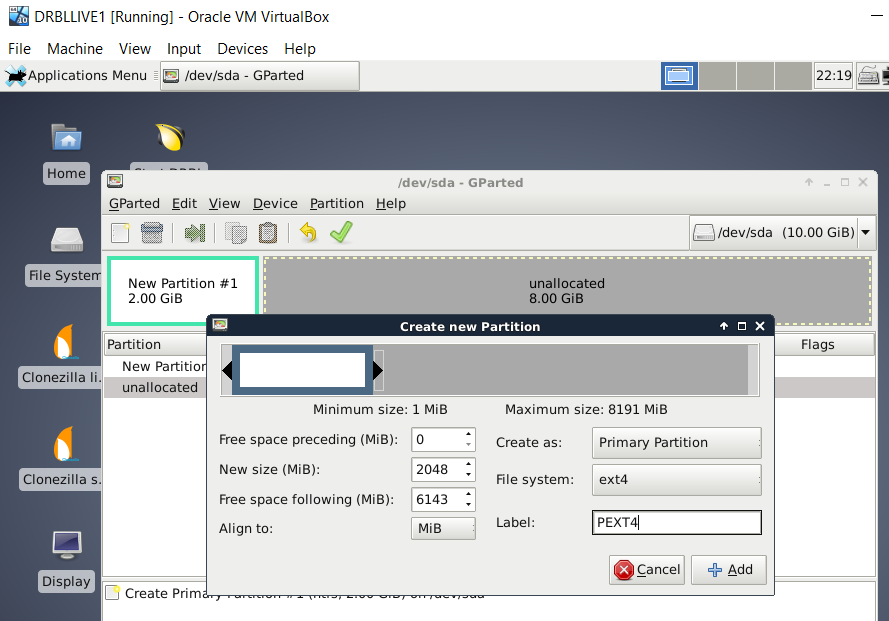 DRBLLIVE1 [Running] - Oracle VM VirtualBox
File Machine View Input Devices Help
Applications Menu /dev/sda - GParted 22:19
Home
File System
Clonezilla li.
Clonezilla s.
Display
/dev/sda - GParted
GParted Edit View Device Partition Help
/dev/sda (10.00 GiB)
New Partition #1
2.00 GiB
unallocated
8.00 GiB
Partition Flags
New Partition
unallocated
Create new Partition
Minimum size: 1 MiB Maximum size: 8191 MiB
Free space preceding (MiB): 0
New size (MiB): 2048
Free space following (MiB): 6143
Align to: MiB
Create as: Primary Partition
File system: ext4
Label: PEXT4
Cancel Add
Create Primary Partition #1 (ntfs, 2.00 GiB) on /dev/sda